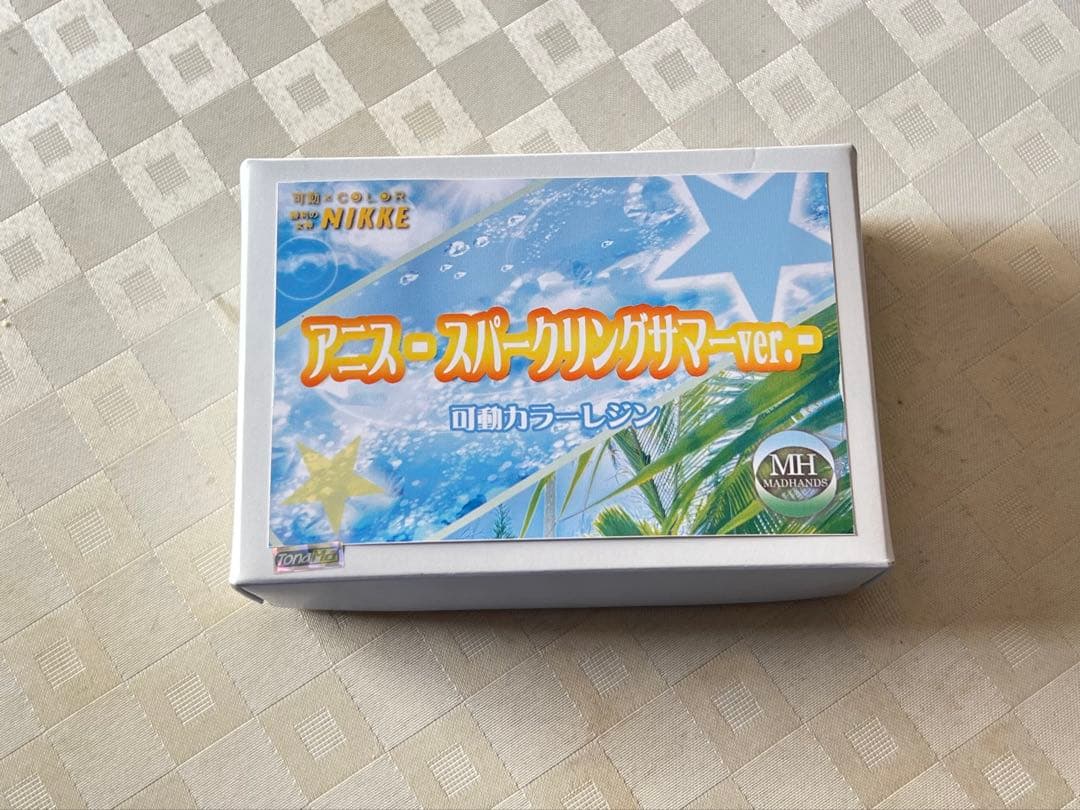 可動×COLOR
勝利の
女神
NIKKE
アニス - スパークリングサマーver.-
可動カラーレジン
MH
MADHANDS